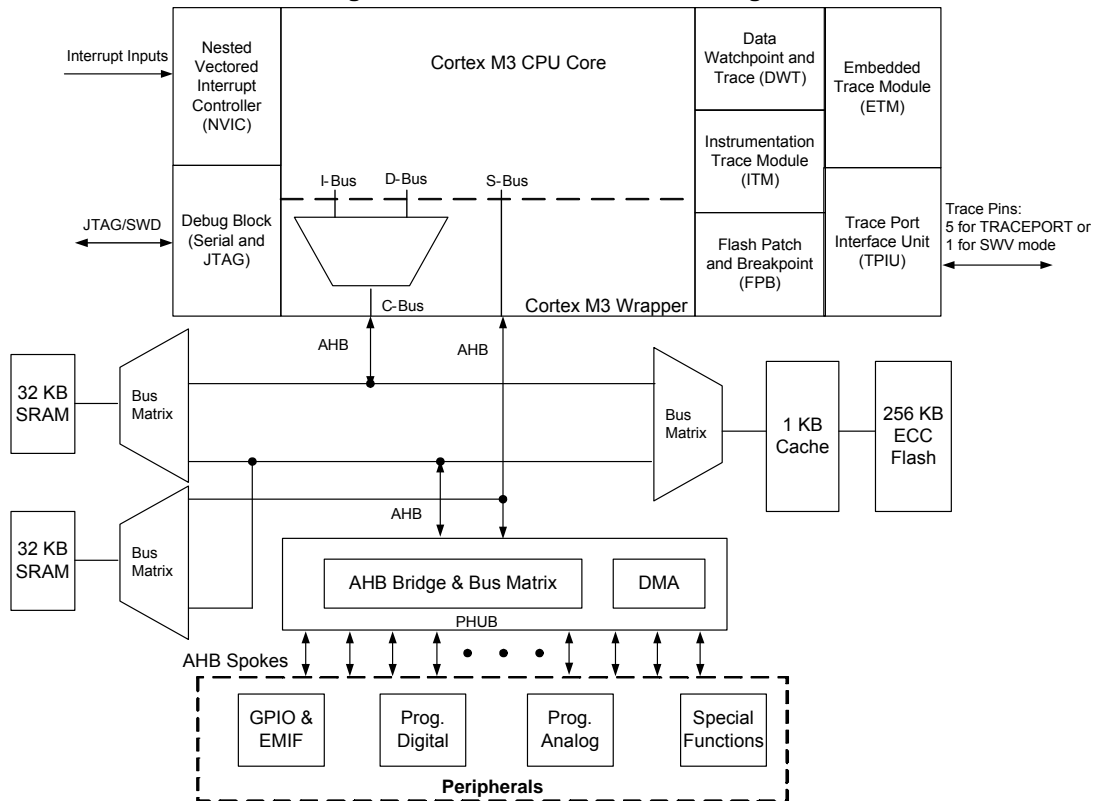 Interrupt Inputs
Nested
Vectored
Interrupt
Controller
(NVIC)
Cortex M3 CPU Core
Data
Watchpoint and
Trace (DWT)
Embedded
Trace Module
(ETM)
Instrumentation
Trace Module
(ITM)
I-Bus
D-Bus
S-Bus
JTAG/SWD
Debug Block
(Serial and
JTAG)
Flash Patch
and Breakpoint
(FPB)
Trace Port
Interface Unit
(TPIU)
Trace Pins:
5 for TRACEPORT or
1 for SWV mode
C-Bus
Cortex M3 Wrapper
AHB
AHB
32 KB
SRAM
Bus
Matrix
Bus
Matrix
1 KB
Cache
256 KB
ECC
Flash
AHB
32 KB
SRAM
Bus
Matrix
AHB Bridge & Bus Matrix
DMA
PHUB
AHB Spokes
GPIO &
EMIF
Prog.
Digital
Prog.
Analog
Special
Functions
Peripherals